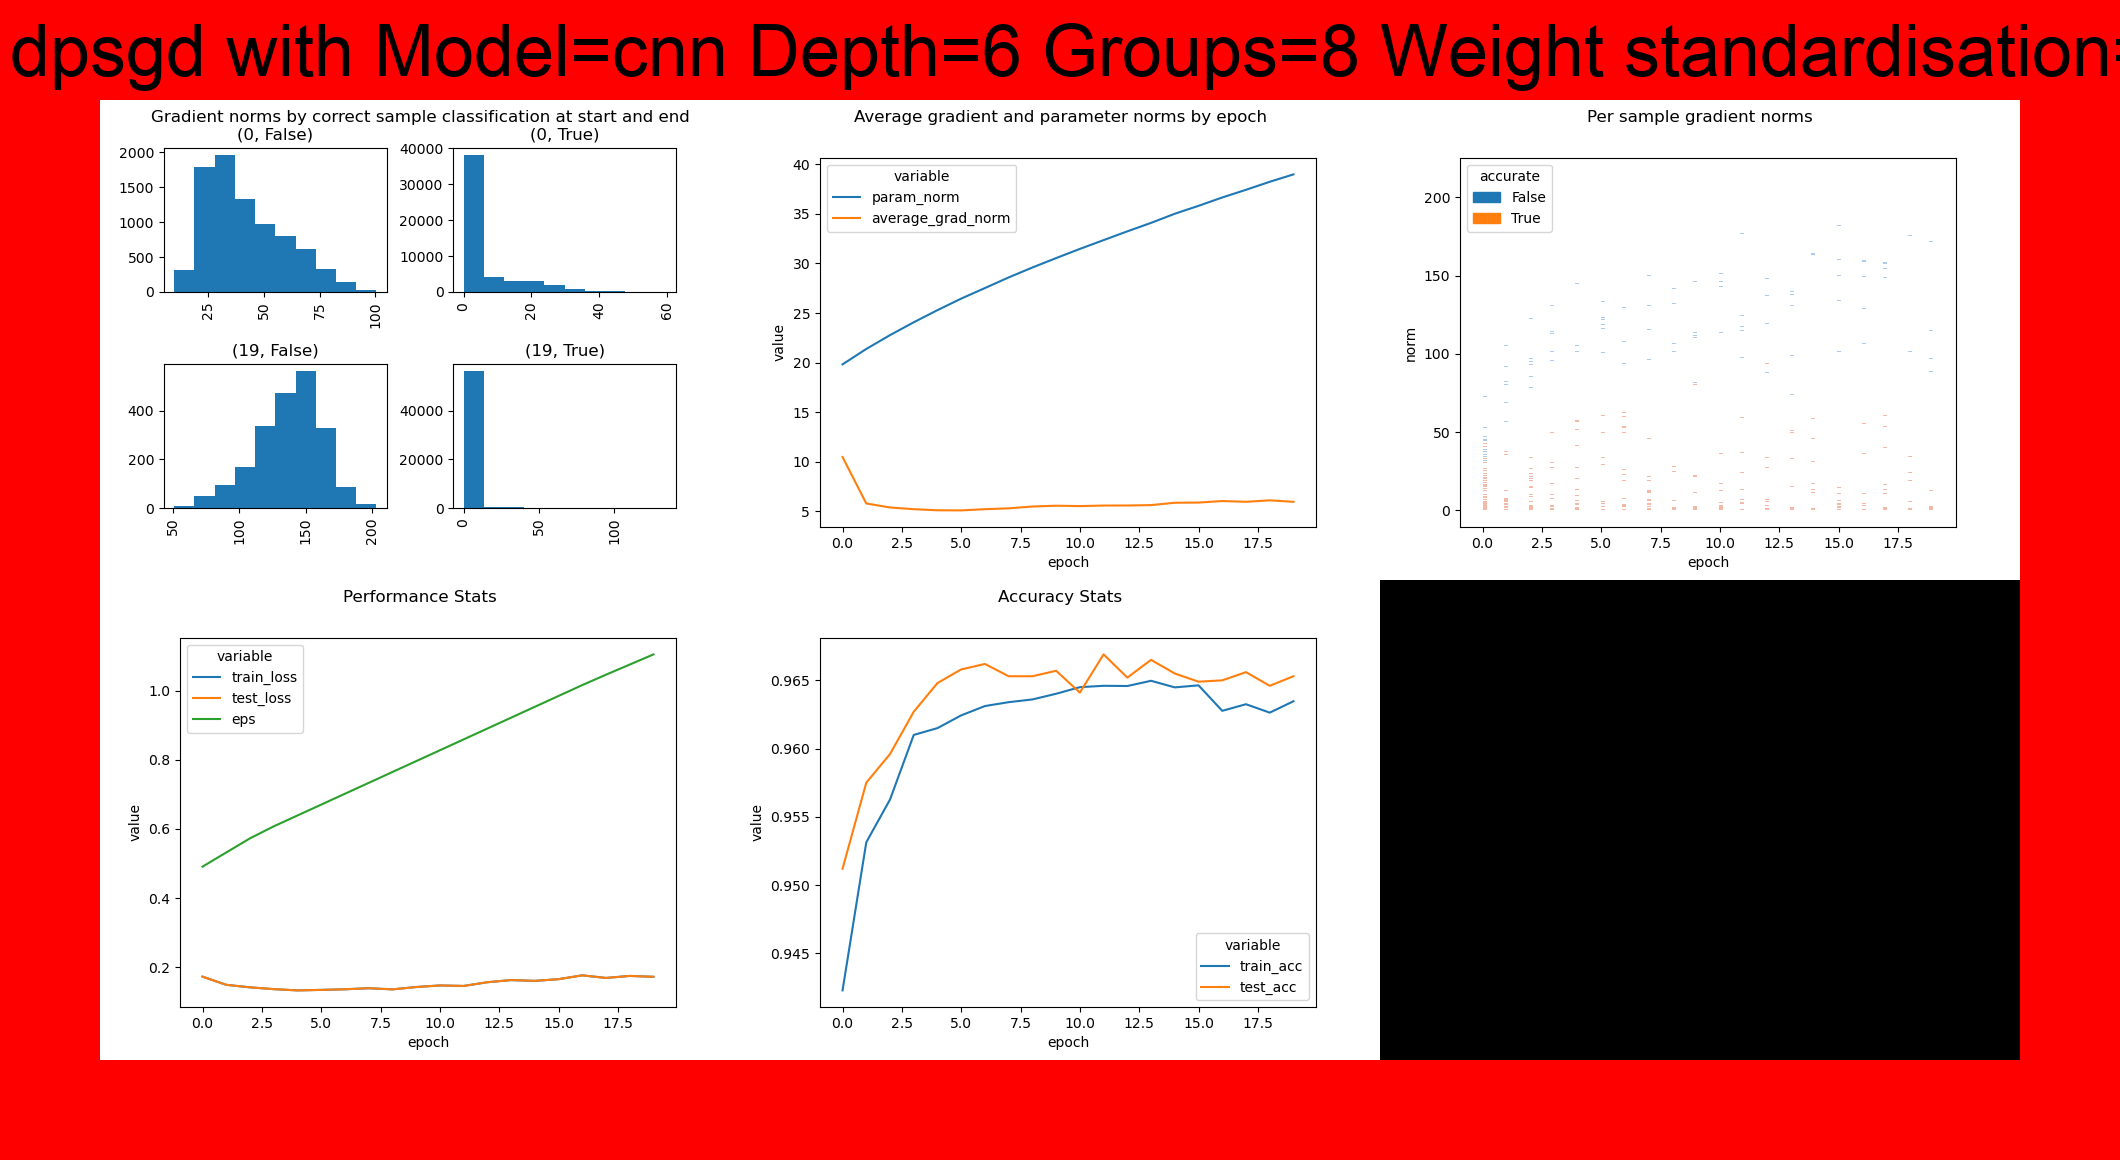 dpsgd with Model=cnn Depth=6 Groups=8 Weight standardisation=
Gradient norms by correct sample classification at start and end
(0, False)
2000
1500
1000
500
0
25
50
75
100
(0, True)
40000
30000
20000
10000
0
0
20
40
60
(19, False)
400
200
0
50
100
150
200
(19, True)
40000
20000
0
0
50
100
Average gradient and parameter norms by epoch
variable
param_norm
average_grad_norm
40
35
30
25
20
15
10
5
value
0.0 2.5 5.0 7.5 10.0 12.5 15.0 17.5
epoch
Per sample gradient norms
accurate
False
True
200
150
100
50
0
norm
0.0 2.5 5.0 7.5 10.0 12.5 15.0 17.5
epoch
Performance Stats
variable
train_loss
test_loss
eps
1.0
0.8
0.6
0.4
0.2
value
0.0 2.5 5.0 7.5 10.0 12.5 15.0 17.5
epoch
Accuracy Stats
0.965
0.960
0.955
0.950
0.945
value
variable
train_acc
test_acc
0.0 2.5 5.0 7.5 10.0 12.5 15.0 17.5
epoch